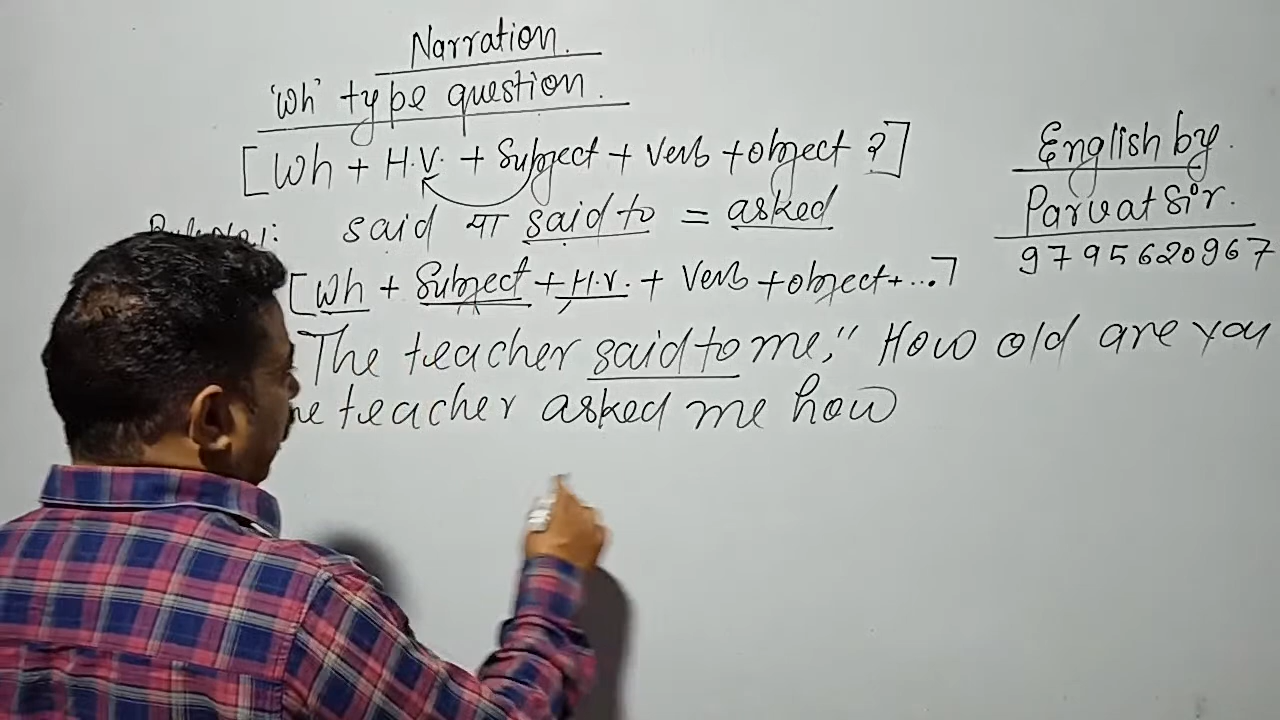 Narration.
'Wh' type question.
[Wh + H.V. + Subject + Verb + object ?]
said या said to = asked
[Wh + Subject + H.V. + Verb + object + ...]
The teacher said to me, " How old are you
teacher asked me how
English by
Parivat Sir.
9795620967